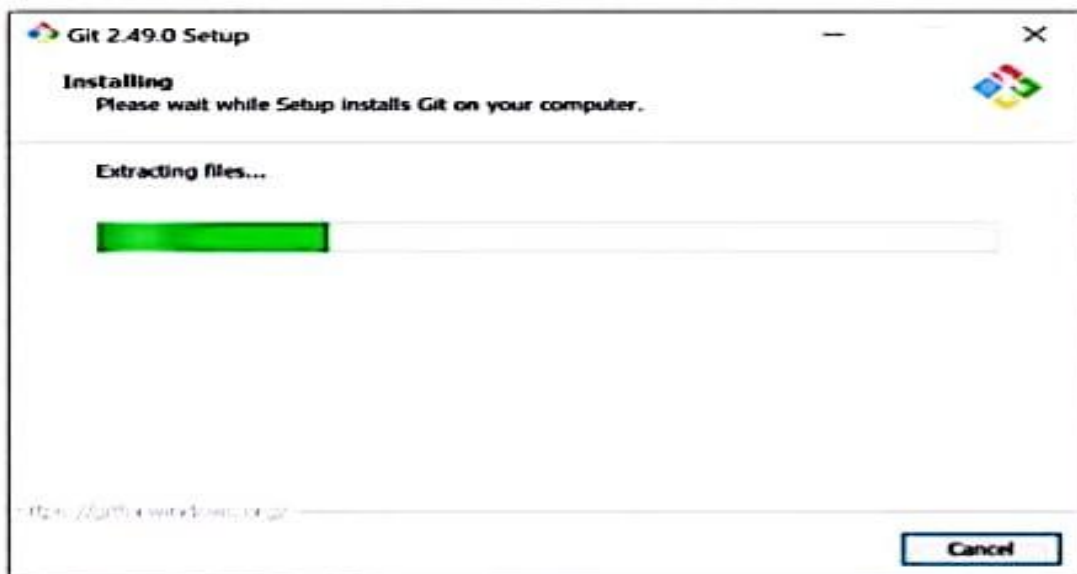 Git 2.49.0 Setup
Installing
Please wait while Setup installs Git on your computer.
Extracting files...
Cancel